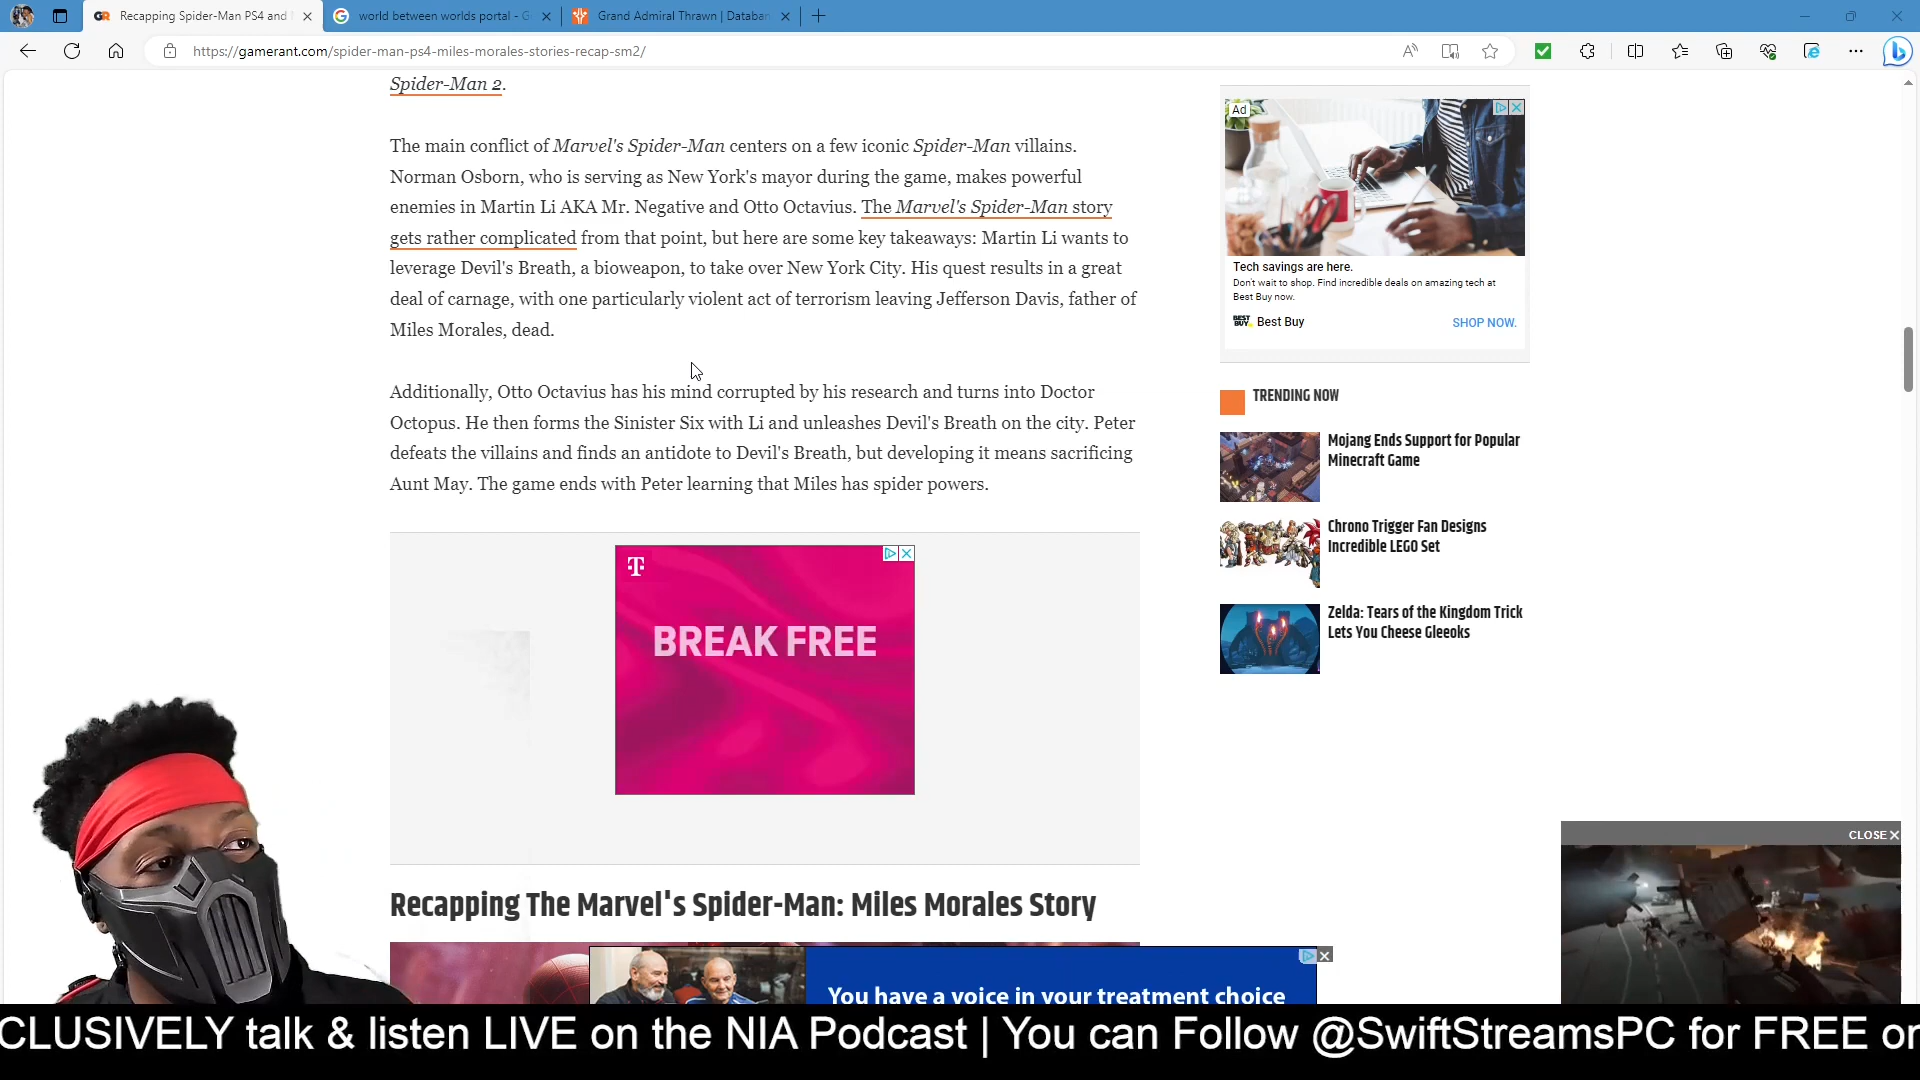 Recapping Spider-Man PS4 and
world between worlds portal - G
Grand Admiral Thrawn | Databan
https://gamerant.com/spider-man-ps4-miles-morales-stories-recap-sm2/
Spider-Man 2.
The main conflict of Marvel's Spider-Man centers on a few iconic Spider-Man villains.
Norman Osborn, who is serving as New York's mayor during the game, makes powerful
enemies in Martin Li AKA Mr. Negative and Otto Octavius. The Marvel's Spider-Man story
gets rather complicated from that point, but here are some key takeaways: Martin Li wants to
leverage Devil's Breath, a bioweapon, to take over New York City. His quest results in a great
deal of carnage, with one particularly violent act of terrorism leaving Jefferson Davis, father of
Miles Morales, dead.
Additionally, Otto Octavius has his mind corrupted by his research and turns into Doctor
Octopus. He then forms the Sinister Six with Li and unleashes Devil's Breath on the city. Peter
defeats the villains and finds an antidote to Devil's Breath, but developing it means sacrificing
Aunt May. The game ends with Peter learning that Miles has spider powers.
T
BREAK FREE
Recapping The Marvel's Spider-Man: Miles Morales Story
Ad
Tech savings are here.
Don't wait to shop. Find incredible deals on amazing tech at
Best Buy now.
BEST
BUY
Best Buy
SHOP NOW.
TRENDING NOW
Mojang Ends Support for Popular
Minecraft Game
Chrono Trigger Fan Designs
Incredible LEGO Set
Zelda: Tears of the Kingdom Trick
Lets You Cheese Gleeoks
CLOSE X
You have a voice in your treatment choice
CLUSIVELY talk & listen LIVE on the NIA Podcast | You can Follow @SwiftStreamsPC for FREE or